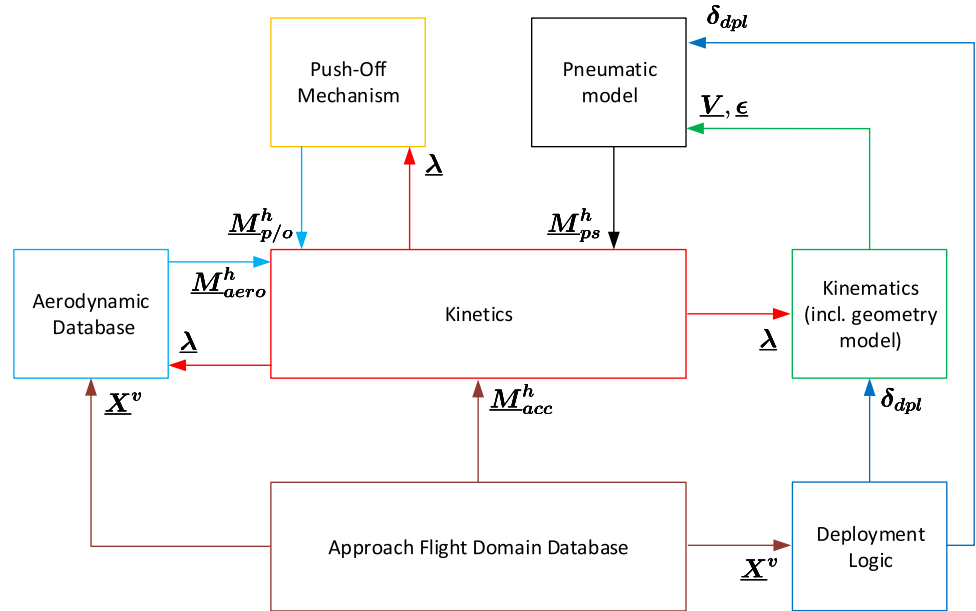 δ_dpl
Push-Off
Mechanism
Pneumatic
model
V, ϵ
λ
M^h_p/o
M^h_ps
M^h_aero
Aerodynamic
Database
Kinetics
Kinematics
(incl. geometry
model)
λ
λ
X^v
M^h_acc
δ_dpl
Approach Flight Domain Database
Deployment
Logic
X^v